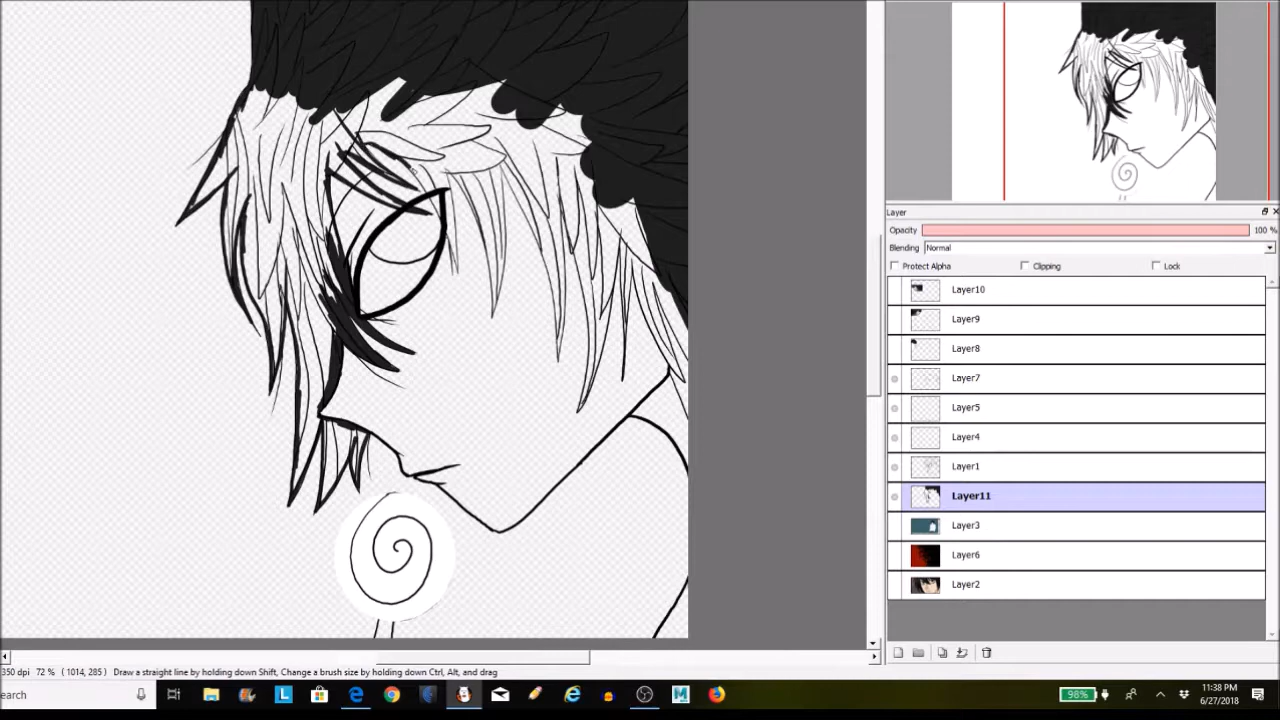 Layer
Opacity 100 %
Blending Normal
Protect Alpha Clipping Lock
Layer10
Layer9
Layer8
Layer7
Layer5
Layer4
Layer1
Layer11
Layer3
Layer6
Layer2
350 dpi 72 % ( 1014, 285 ) Draw a straight line by holding down Shift, Change a brush size by holding down Ctrl, Alt, and drag
earch
L
M
98%
11:38 PM
6/27/2018